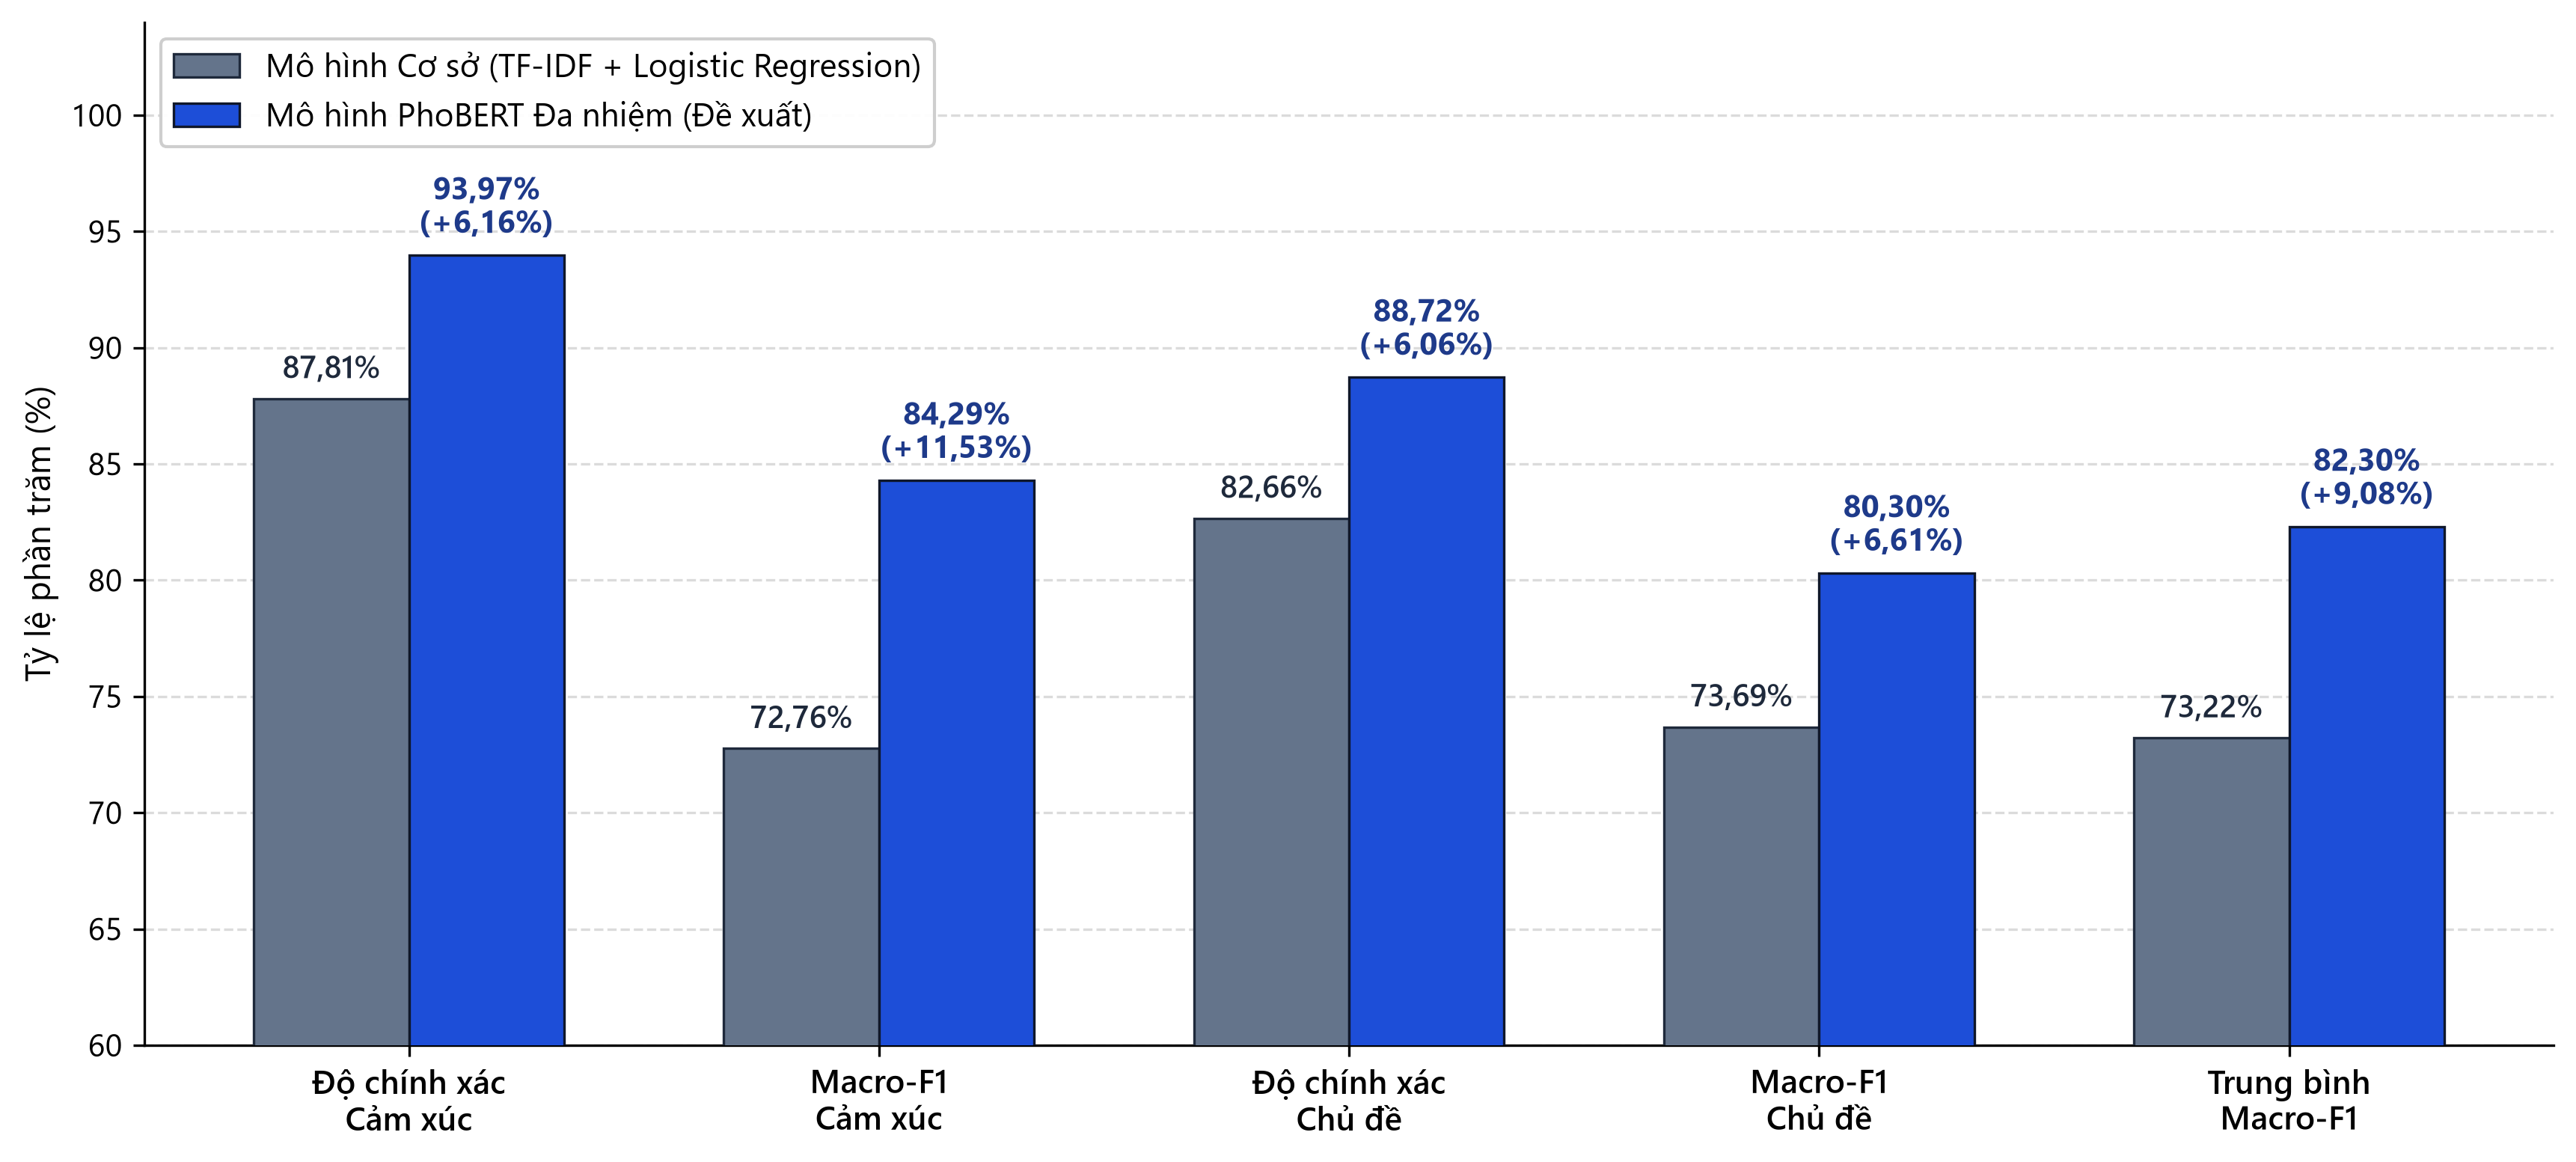 Mô hình Cơ sở (TF-IDF + Logistic Regression)
Mô hình PhoBERT Đa nhiệm (Đề xuất)
Tỷ lệ phần trăm (%)
100
95
90
85
80
75
70
65
60
87,81%
93,97%
(+6,16%)
72,76%
84,29%
(+11,53%)
82,66%
88,72%
(+6,06%)
73,69%
80,30%
(+6,61%)
73,22%
82,30%
(+9,08%)
Độ chính xác
Cảm xúc
Macro-F1
Cảm xúc
Độ chính xác
Chủ đề
Macro-F1
Chủ đề
Trung bình
Macro-F1